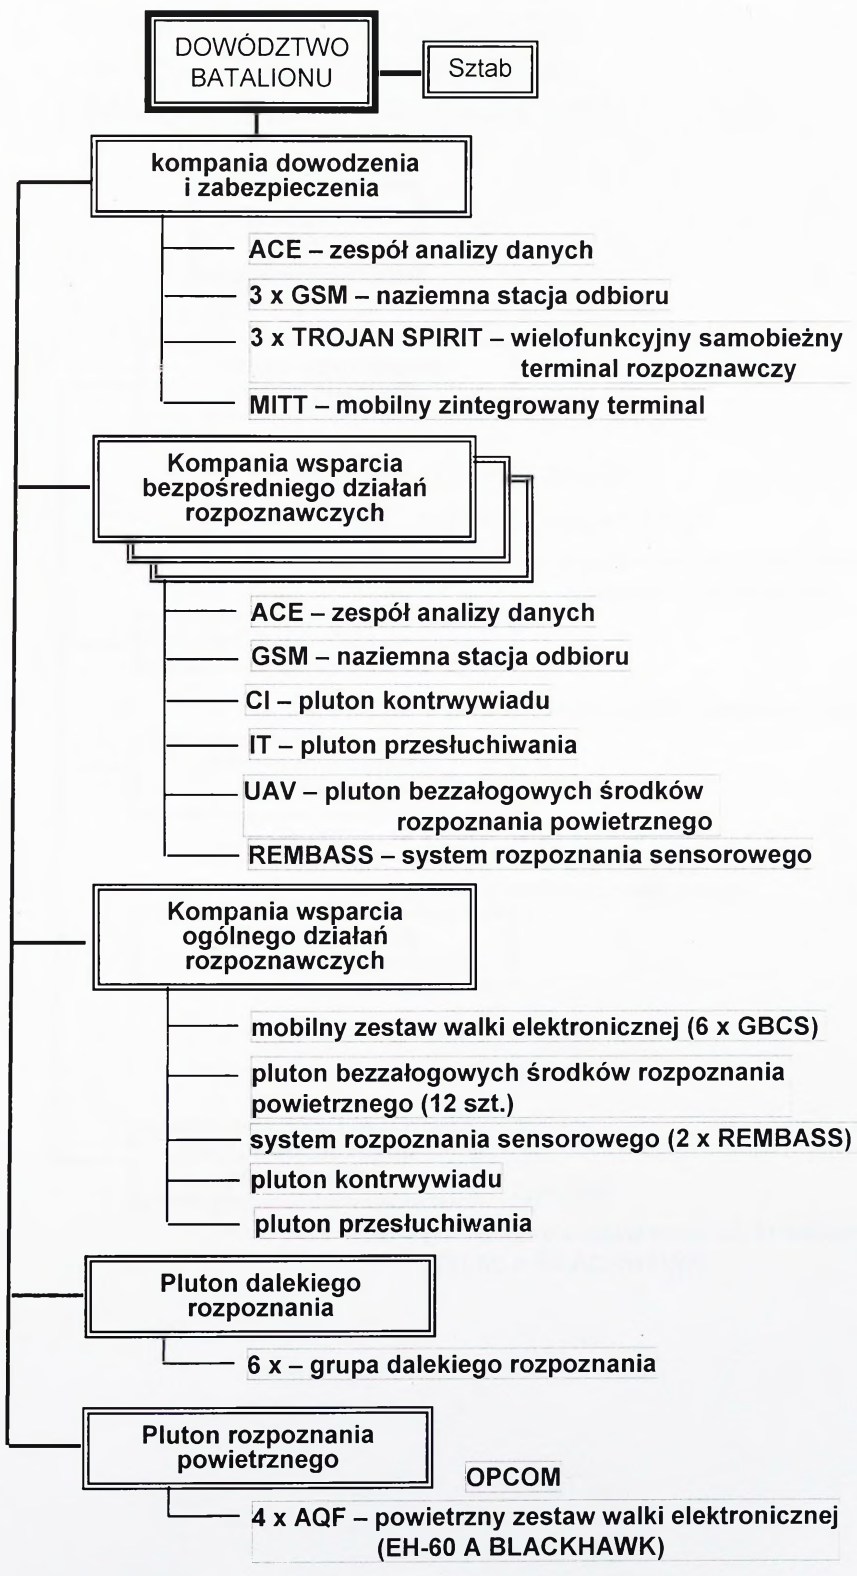 DOWÓDZTWO
BATALIONU
Sztab
kompania dowodzenia
i zabezpieczenia
ACE – zespół analizy danych
3 x GSM – naziemna stacja odbioru
3 x TROJAN SPIRIT – wielofunkcyjny samobieżny
terminal rozpoznawczy
MITT – mobilny zintegrowany terminal
Kompania wsparcia
bezpośredniego działań
rozpoznawczych
ACE – zespół analizy danych
GSM – naziemna stacja odbioru
CI – pluton kontrwywiadu
IT – pluton przesłuchiwania
UAV – pluton bezzałogowych środków
rozpoznania powietrznego
REMBASS – system rozpoznania sensorowego
Kompania wsparcia
ogólnego działań
rozpoznawczych
mobilny zestaw walki elektronicznej (6 x GBCS)
pluton bezzałogowych środków rozpoznania
powietrznego (12 szt.)
system rozpoznania sensorowego (2 x REMBASS)
pluton kontrwywiadu
pluton przesłuchiwania
Pluton dalekiego
rozpoznania
6 x – grupa dalekiego rozpoznania
Pluton rozpoznania
powietrznego
OPCOM
4 x AQF – powietrzny zestaw walki elektronicznej
(EH-60 A BLACKHAWK)